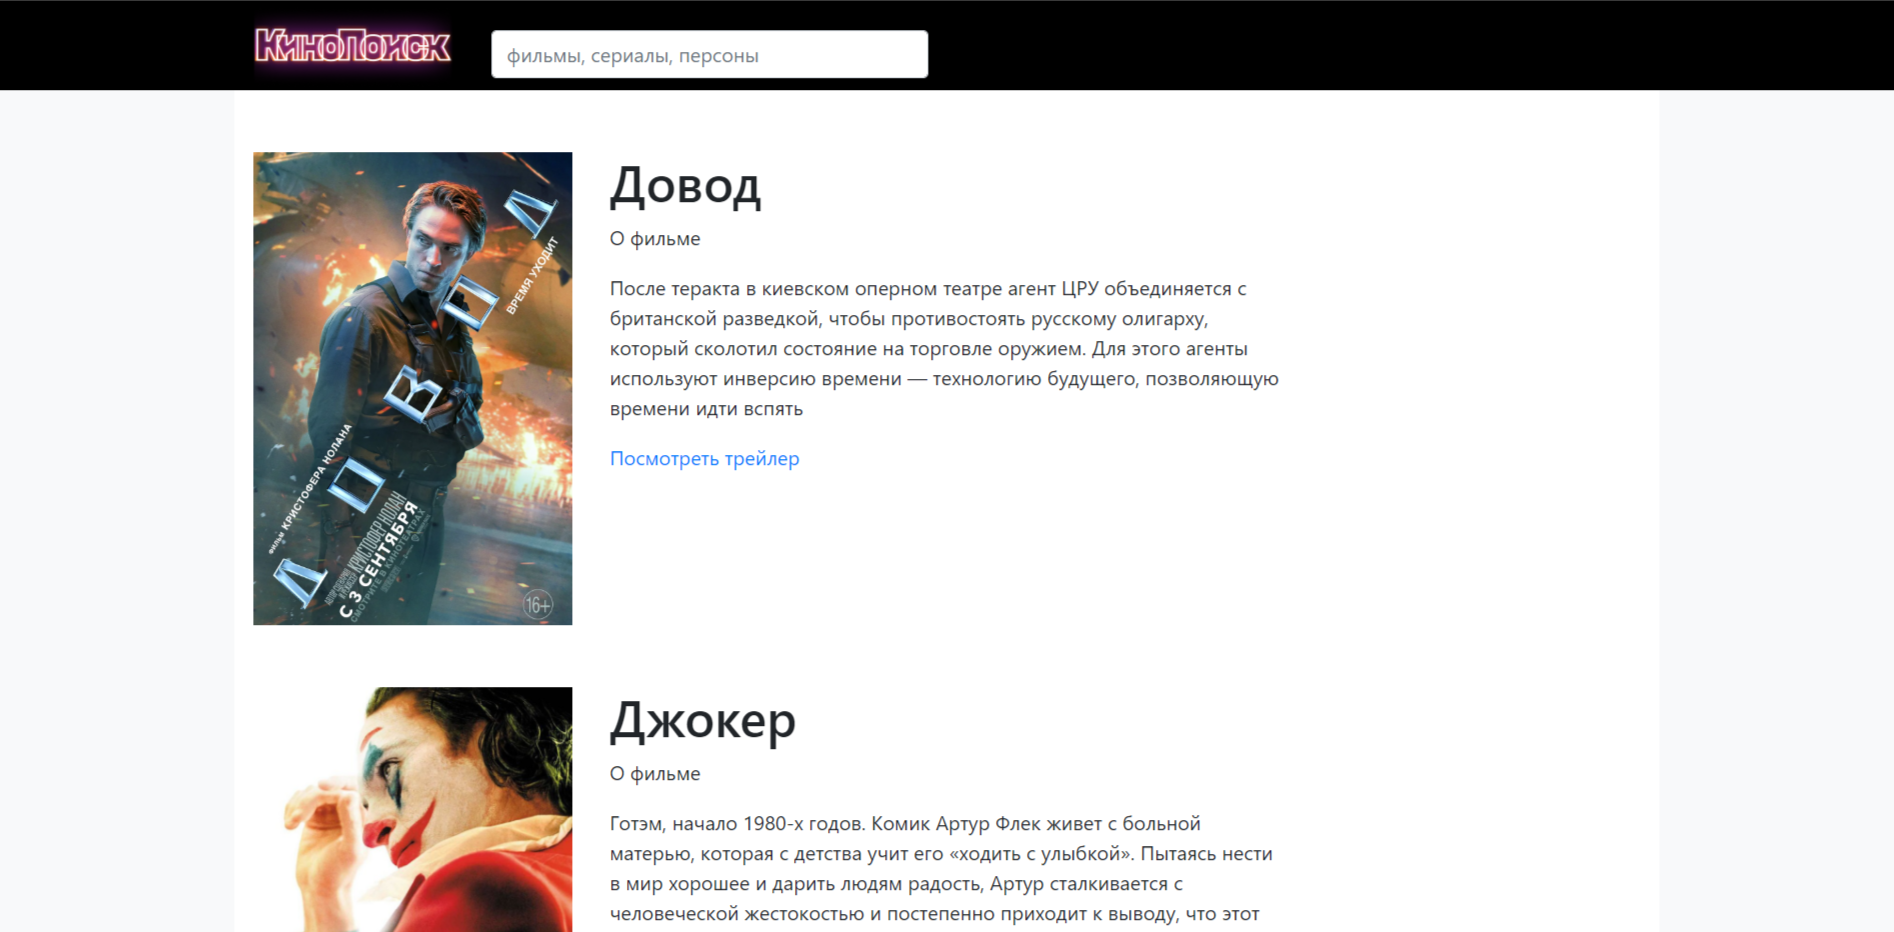 КиноПоиск
фильмы, сериалы, персоны
Д
ВРЕМЯ УХОДИТ
О
В
О
Д
фильм КРИСТОФЕРА НОЛАНА
КРИСТОФЕР НОЛАН
С 3 СЕНТЯБРЯ
СМОТРИТЕ В КИНОТЕАТРАХ
16+
Довод
О фильме
После теракта в киевском оперном театре агент ЦРУ объединяется с
британской разведкой, чтобы противостоять русскому олигарху,
который сколотил состояние на торговле оружием. Для этого агенты
используют инверсию времени — технологию будущего, позволяющую
времени идти вспять
Посмотреть трейлер
Джокер
О фильме
Готэм, начало 1980-х годов. Комик Артур Флек живет с больной
матерью, которая с детства учит его «ходить с улыбкой». Пытаясь нести
в мир хорошее и дарить людям радость, Артур сталкивается с
человеческой жестокостью и постепенно приходит к выводу, что этот